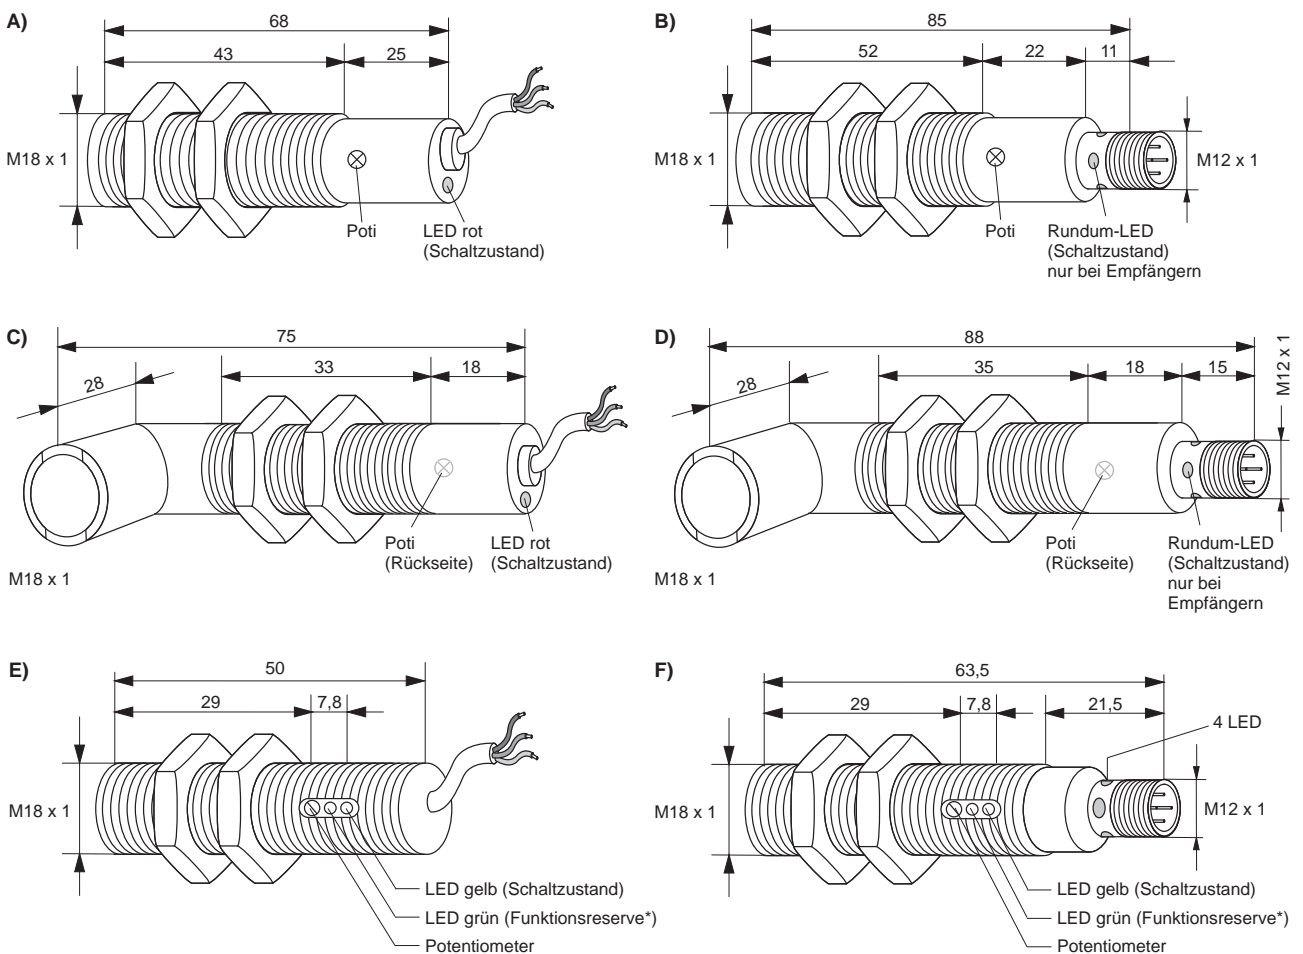 A)
68
43
25
M18 x 1
Poti
LED rot
(Schaltzustand)
B)
85
52
22
11
M18 x 1
M12 x 1
Poti
Rundum-LED
(Schaltzustand)
nur bei Empfängern
C)
75
28
33
18
Poti
(Rückseite)
LED rot
(Schaltzustand)
M18 x 1
D)
88
28
35
18
15
M12 x 1
Poti
(Rückseite)
Rundum-LED
(Schaltzustand)
nur bei
Empfängern
M18 x 1
E)
50
29
7,8
M18 x 1
LED gelb (Schaltzustand)
LED grün (Funktionsreserve*)
Potentiometer
F)
63,5
29
7,8
21,5
4 LED
M18 x 1
M12 x 1
LED gelb (Schaltzustand)
LED grün (Funktionsreserve*)
Potentiometer